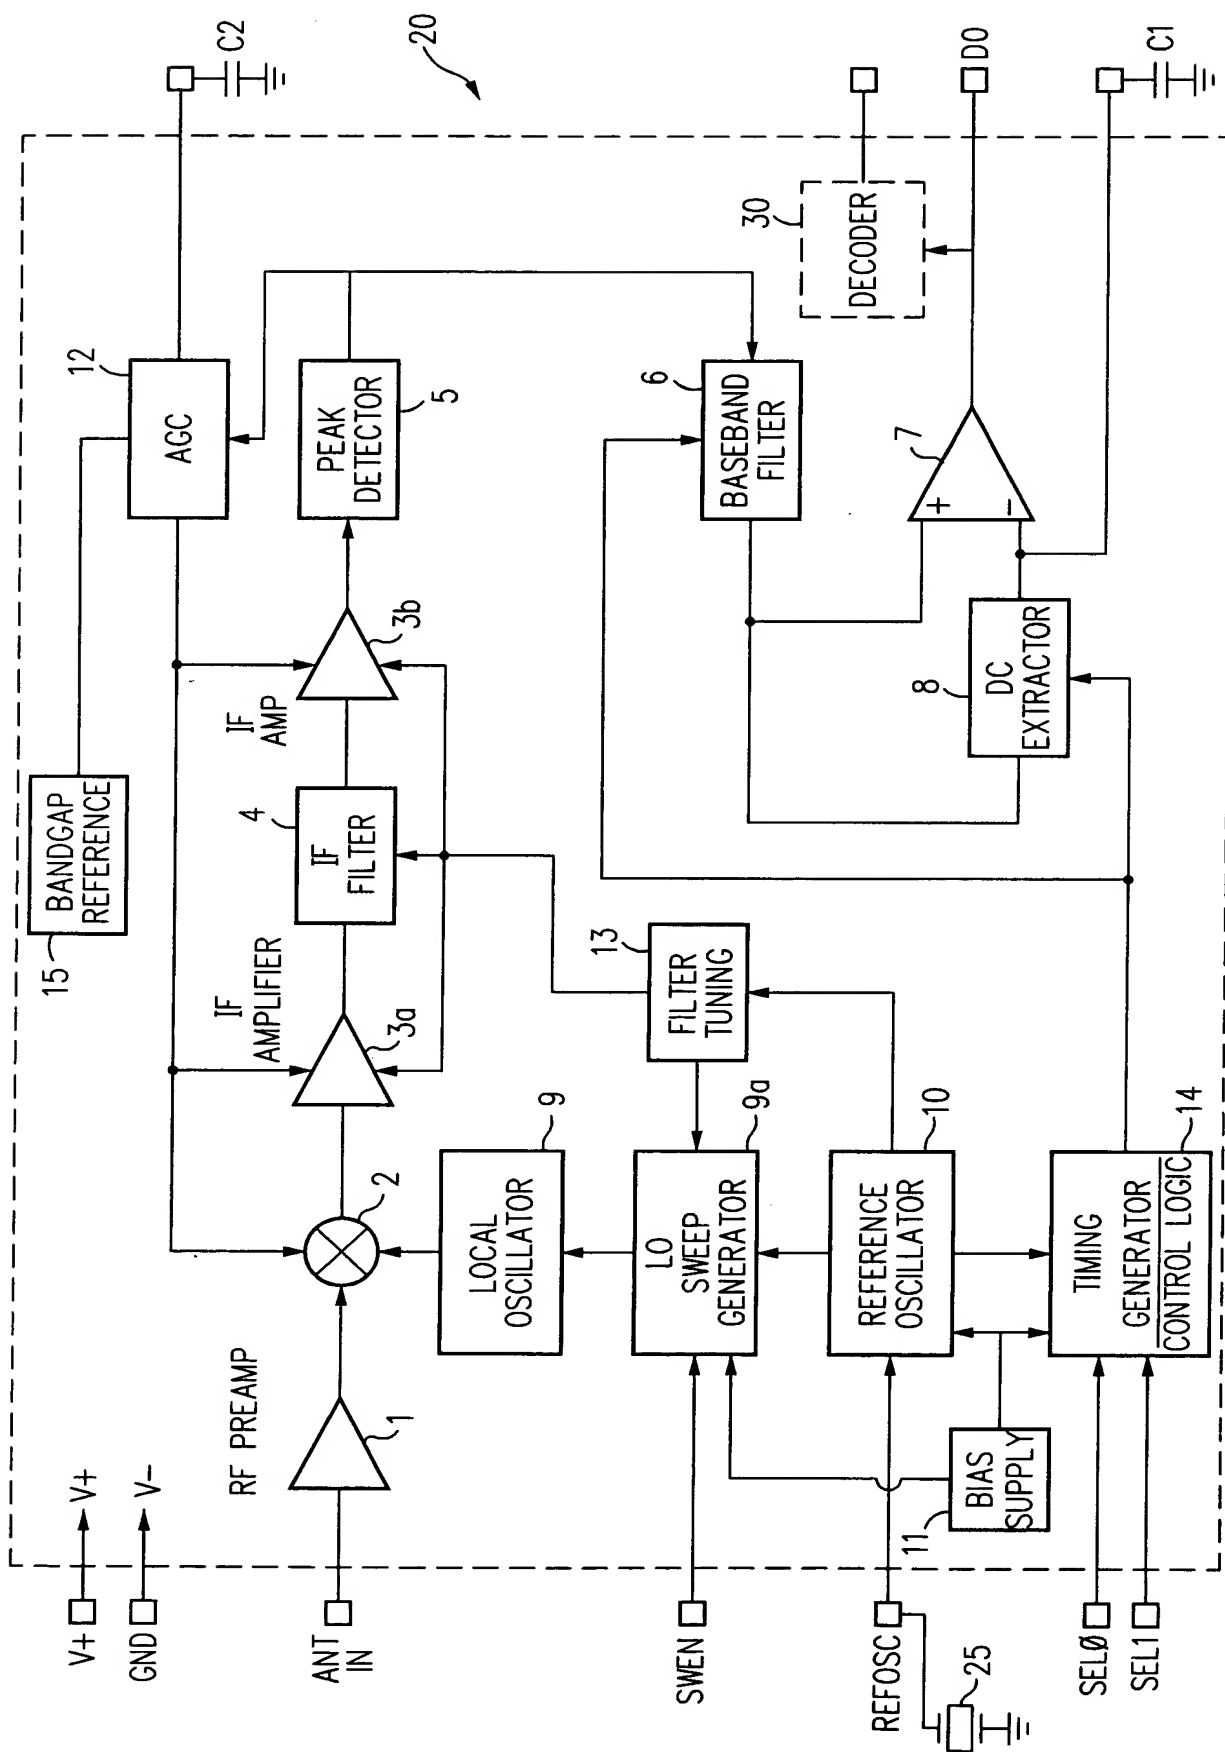 V+
V+
GND
V-
ANT
IN
RF PREAMP
1
2
IF
AMPLIFIER
3a
4
IF
FILTER
IF
AMP
3b
PEAK
DETECTOR
5
15
BANDGAP
REFERENCE
12
AGC
C2
20
LOCAL
OSCILLATOR
9
SWEN
LO
SWEEP
GENERATOR
9a
13
FILTER
TUNING
REFOSC
25
REFERENCE
OSCILLATOR
10
11
BIAS
SUPPLY
SELØ
SEL1
TIMING
GENERATOR
CONTROL LOGIC
14
6
BASEBAND
FILTER
8
DC
EXTRACTOR
7
+
−
30
DECODER
DO
C1